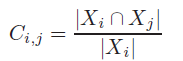 $C_{i,j} = \frac{|X_i \cap X_j|}{|X_i|}$